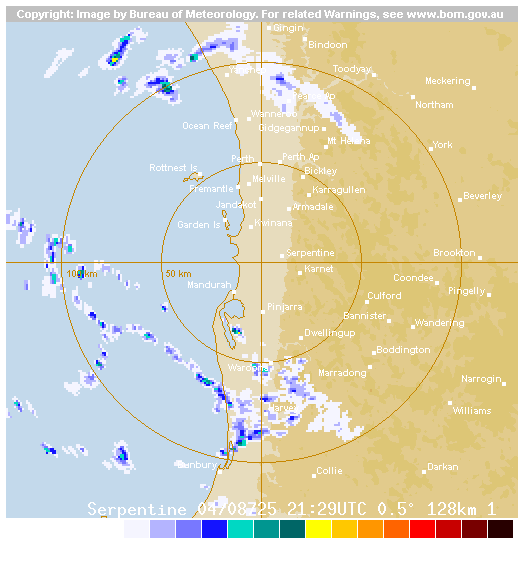 Copyright: Image by Bureau of Meteorology. For related Warnings, see www.bom.gov.au
Gingin
Bindoon
Toodyay
Meckering
Northam
Wanneroo
Ocean Reef
Gidgegannup
Mt Helena
York
Perth
Perth Ap
Rottnest Is
Bickley
Melville
Fremantle
Karragullen
Beverley
Jandakot
Armadale
Garden Is
Kwinana
Serpentine
Brookton
100 km
50 km
Karnet
Coondee
Mandurah
Pingelly
Culford
Pinjarra
Bannister
Wandering
Dwellingup
Boddington
Marradong
Narrogin
Williams
Bunbury
Collie
Darkan
Serpentine 04/08/25 21:29UTC 0.5° 128km 1